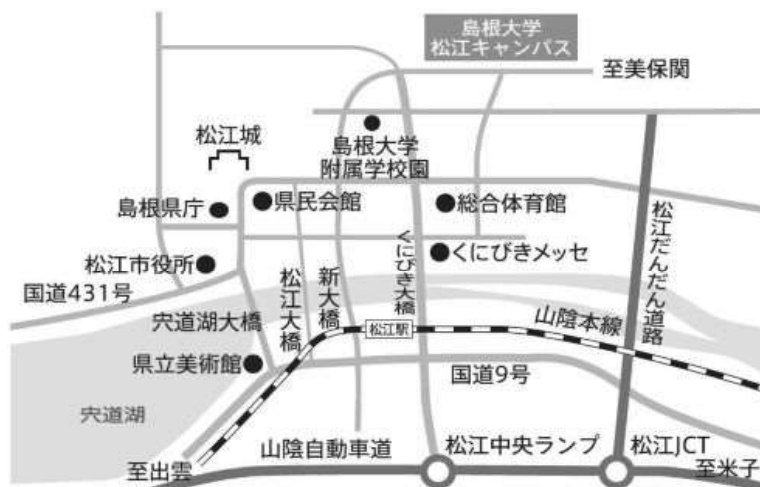 島根大学
松江キャンパス
至美保関
松江城
島根大学
附属学校園
島根県庁
県民会館
総合体育館
松江市役所
くにびきメッセ
国道431号
松江大橋
新大橋
くにびき大橋
松江だんだん道路
宍道湖大橋
松江駅
山陰本線
県立美術館
国道9号
宍道湖
山陰自動車道
松江中央ランプ
松江JCT
至出雲
至米子